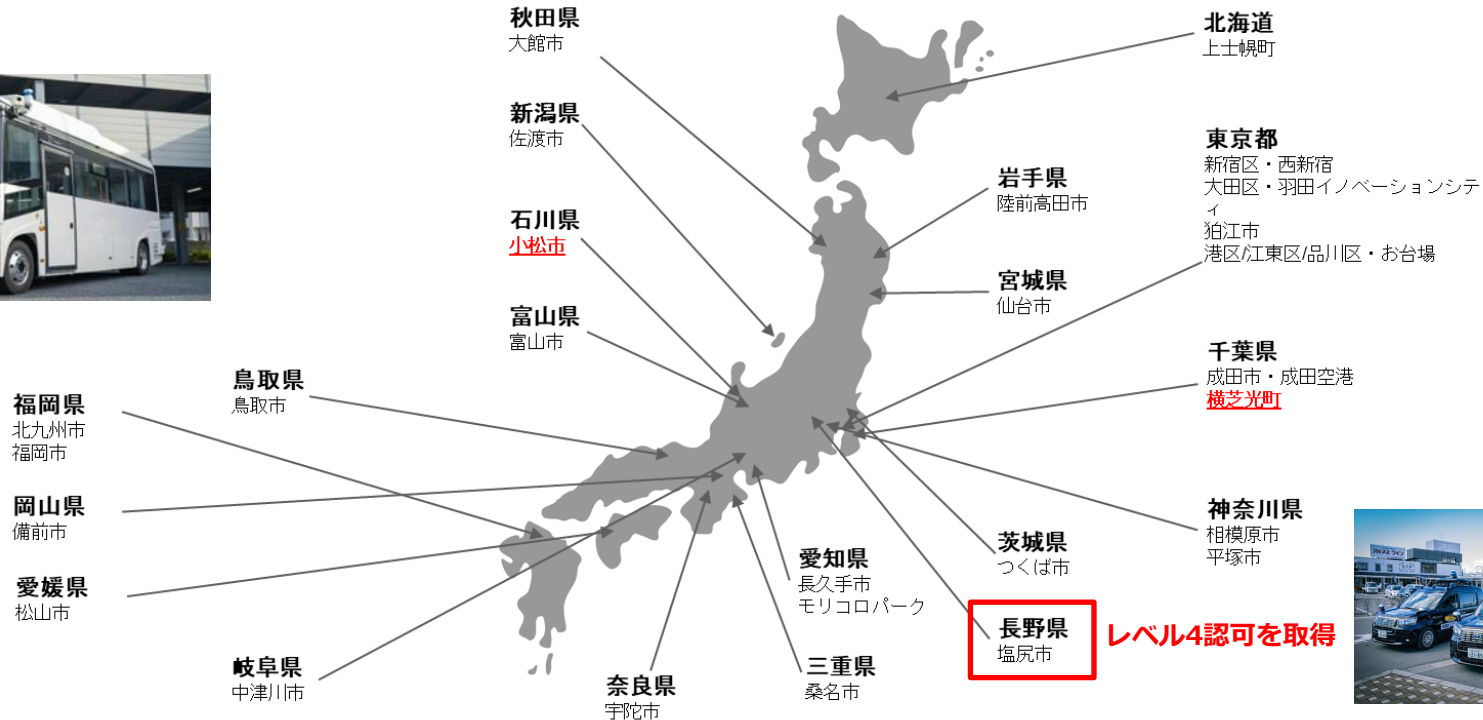 秋田県
大館市
北海道
上士幌町
新潟県
佐渡市
東京都
新宿区・西新宿
大田区・羽田イノベーションシテ
ィ
狛江市
港区/江東区/品川区・お台場
岩手県
陸前高田市
石川県
小松市
宮城県
仙台市
富山県
富山市
千葉県
成田市・成田空港
横芝光町
鳥取県
鳥取市
福岡県
北九州市
福岡市
岡山県
備前市
神奈川県
相模原市
平塚市
茨城県
つくば市
愛知県
長久手市
モリコロパーク
愛媛県
松山市
長野県
塩尻市
レベル4認可を取得
岐阜県
中津川市
奈良県
宇陀市
三重県
桑名市